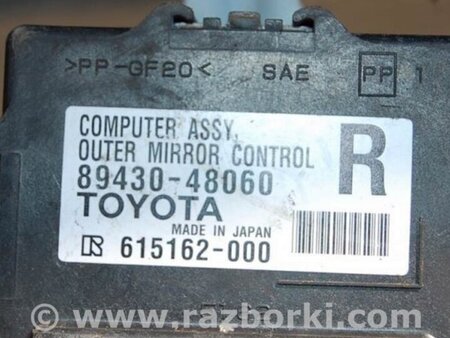 >PP-GF20< SAE PP 1
COMPUTER ASSY,
OUTER MIRROR CONTROL
89430-48060 R
TOYOTA
MADE IN JAPAN
R 615162-000
www.razborki.com